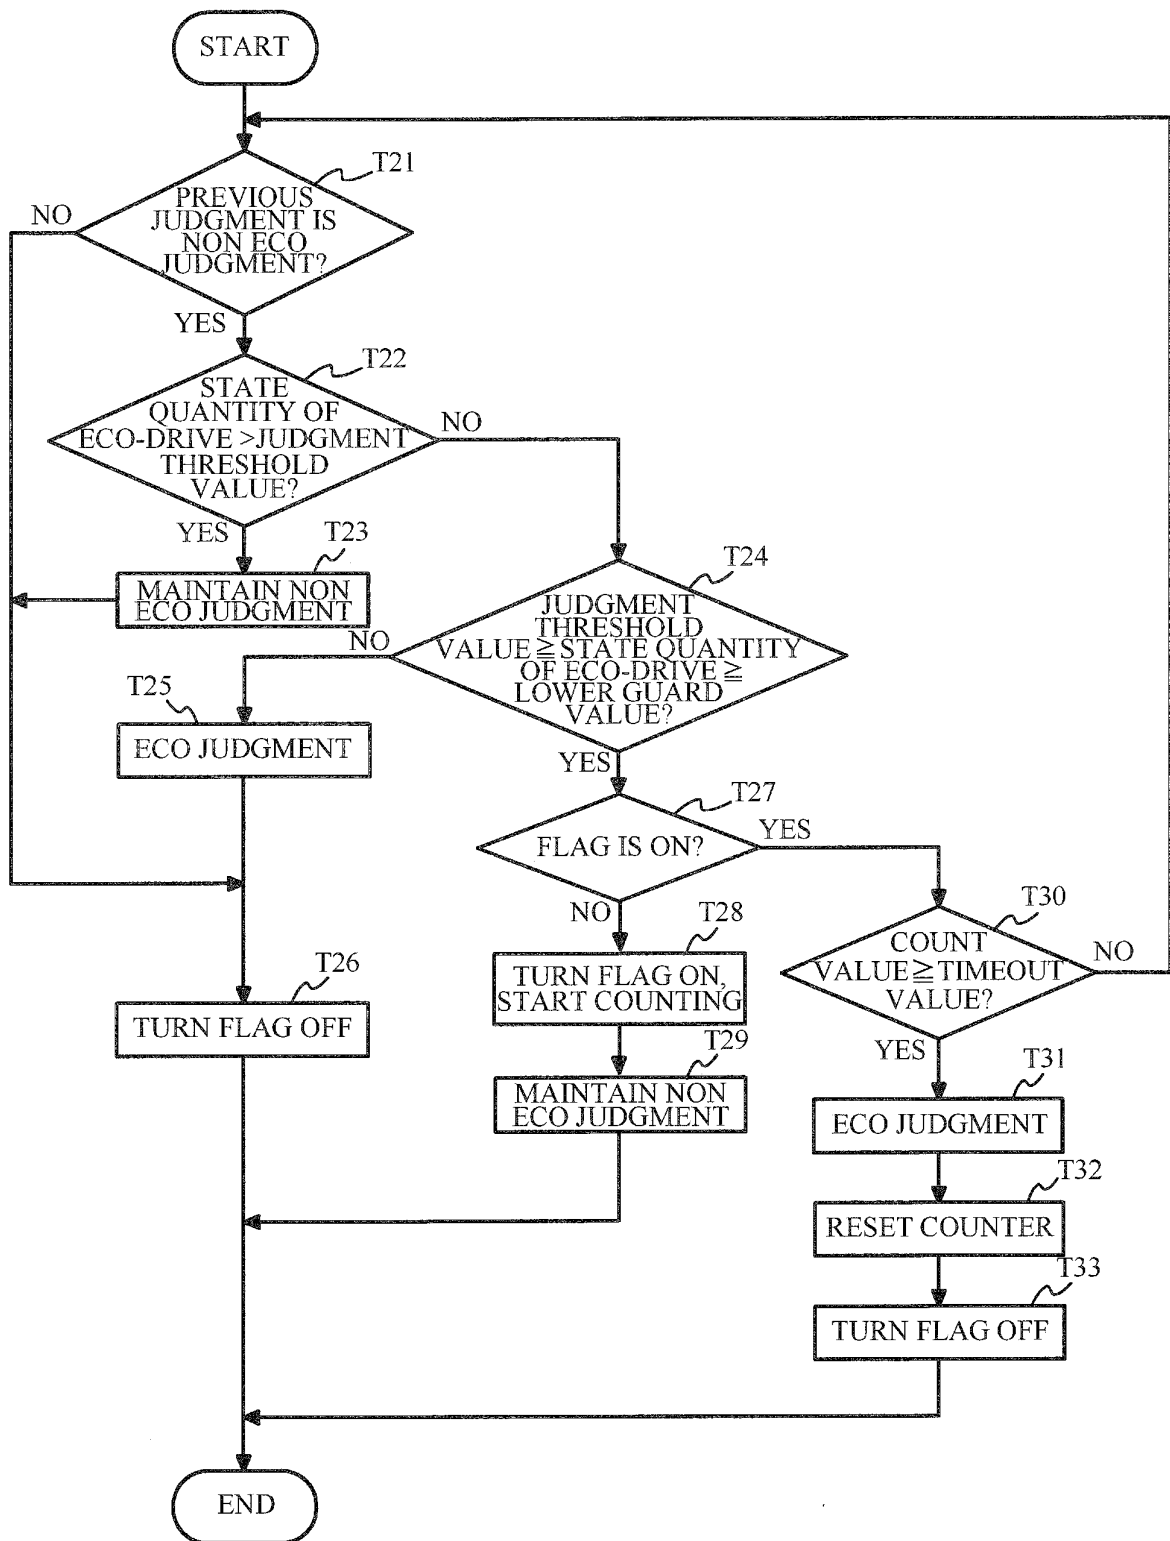 START
T21
PREVIOUS
JUDGMENT IS
NON ECO
JUDGMENT?
NO
YES
T22
STATE
QUANTITY OF
ECO-DRIVE >JUDGMENT
THRESHOLD
VALUE?
NO
YES
T23
MAINTAIN NON
ECO JUDGMENT
T24
JUDGMENT
THRESHOLD
VALUE≧STATE QUANTITY
OF ECO-DRIVE≧
LOWER GUARD
VALUE?
NO
YES
T25
ECO JUDGMENT
T27
FLAG IS ON?
YES
NO
T28
TURN FLAG ON,
START COUNTING
T30
COUNT
VALUE≧TIMEOUT
VALUE?
NO
YES
T26
TURN FLAG OFF
T29
MAINTAIN NON
ECO JUDGMENT
T31
ECO JUDGMENT
T32
RESET COUNTER
T33
TURN FLAG OFF
END